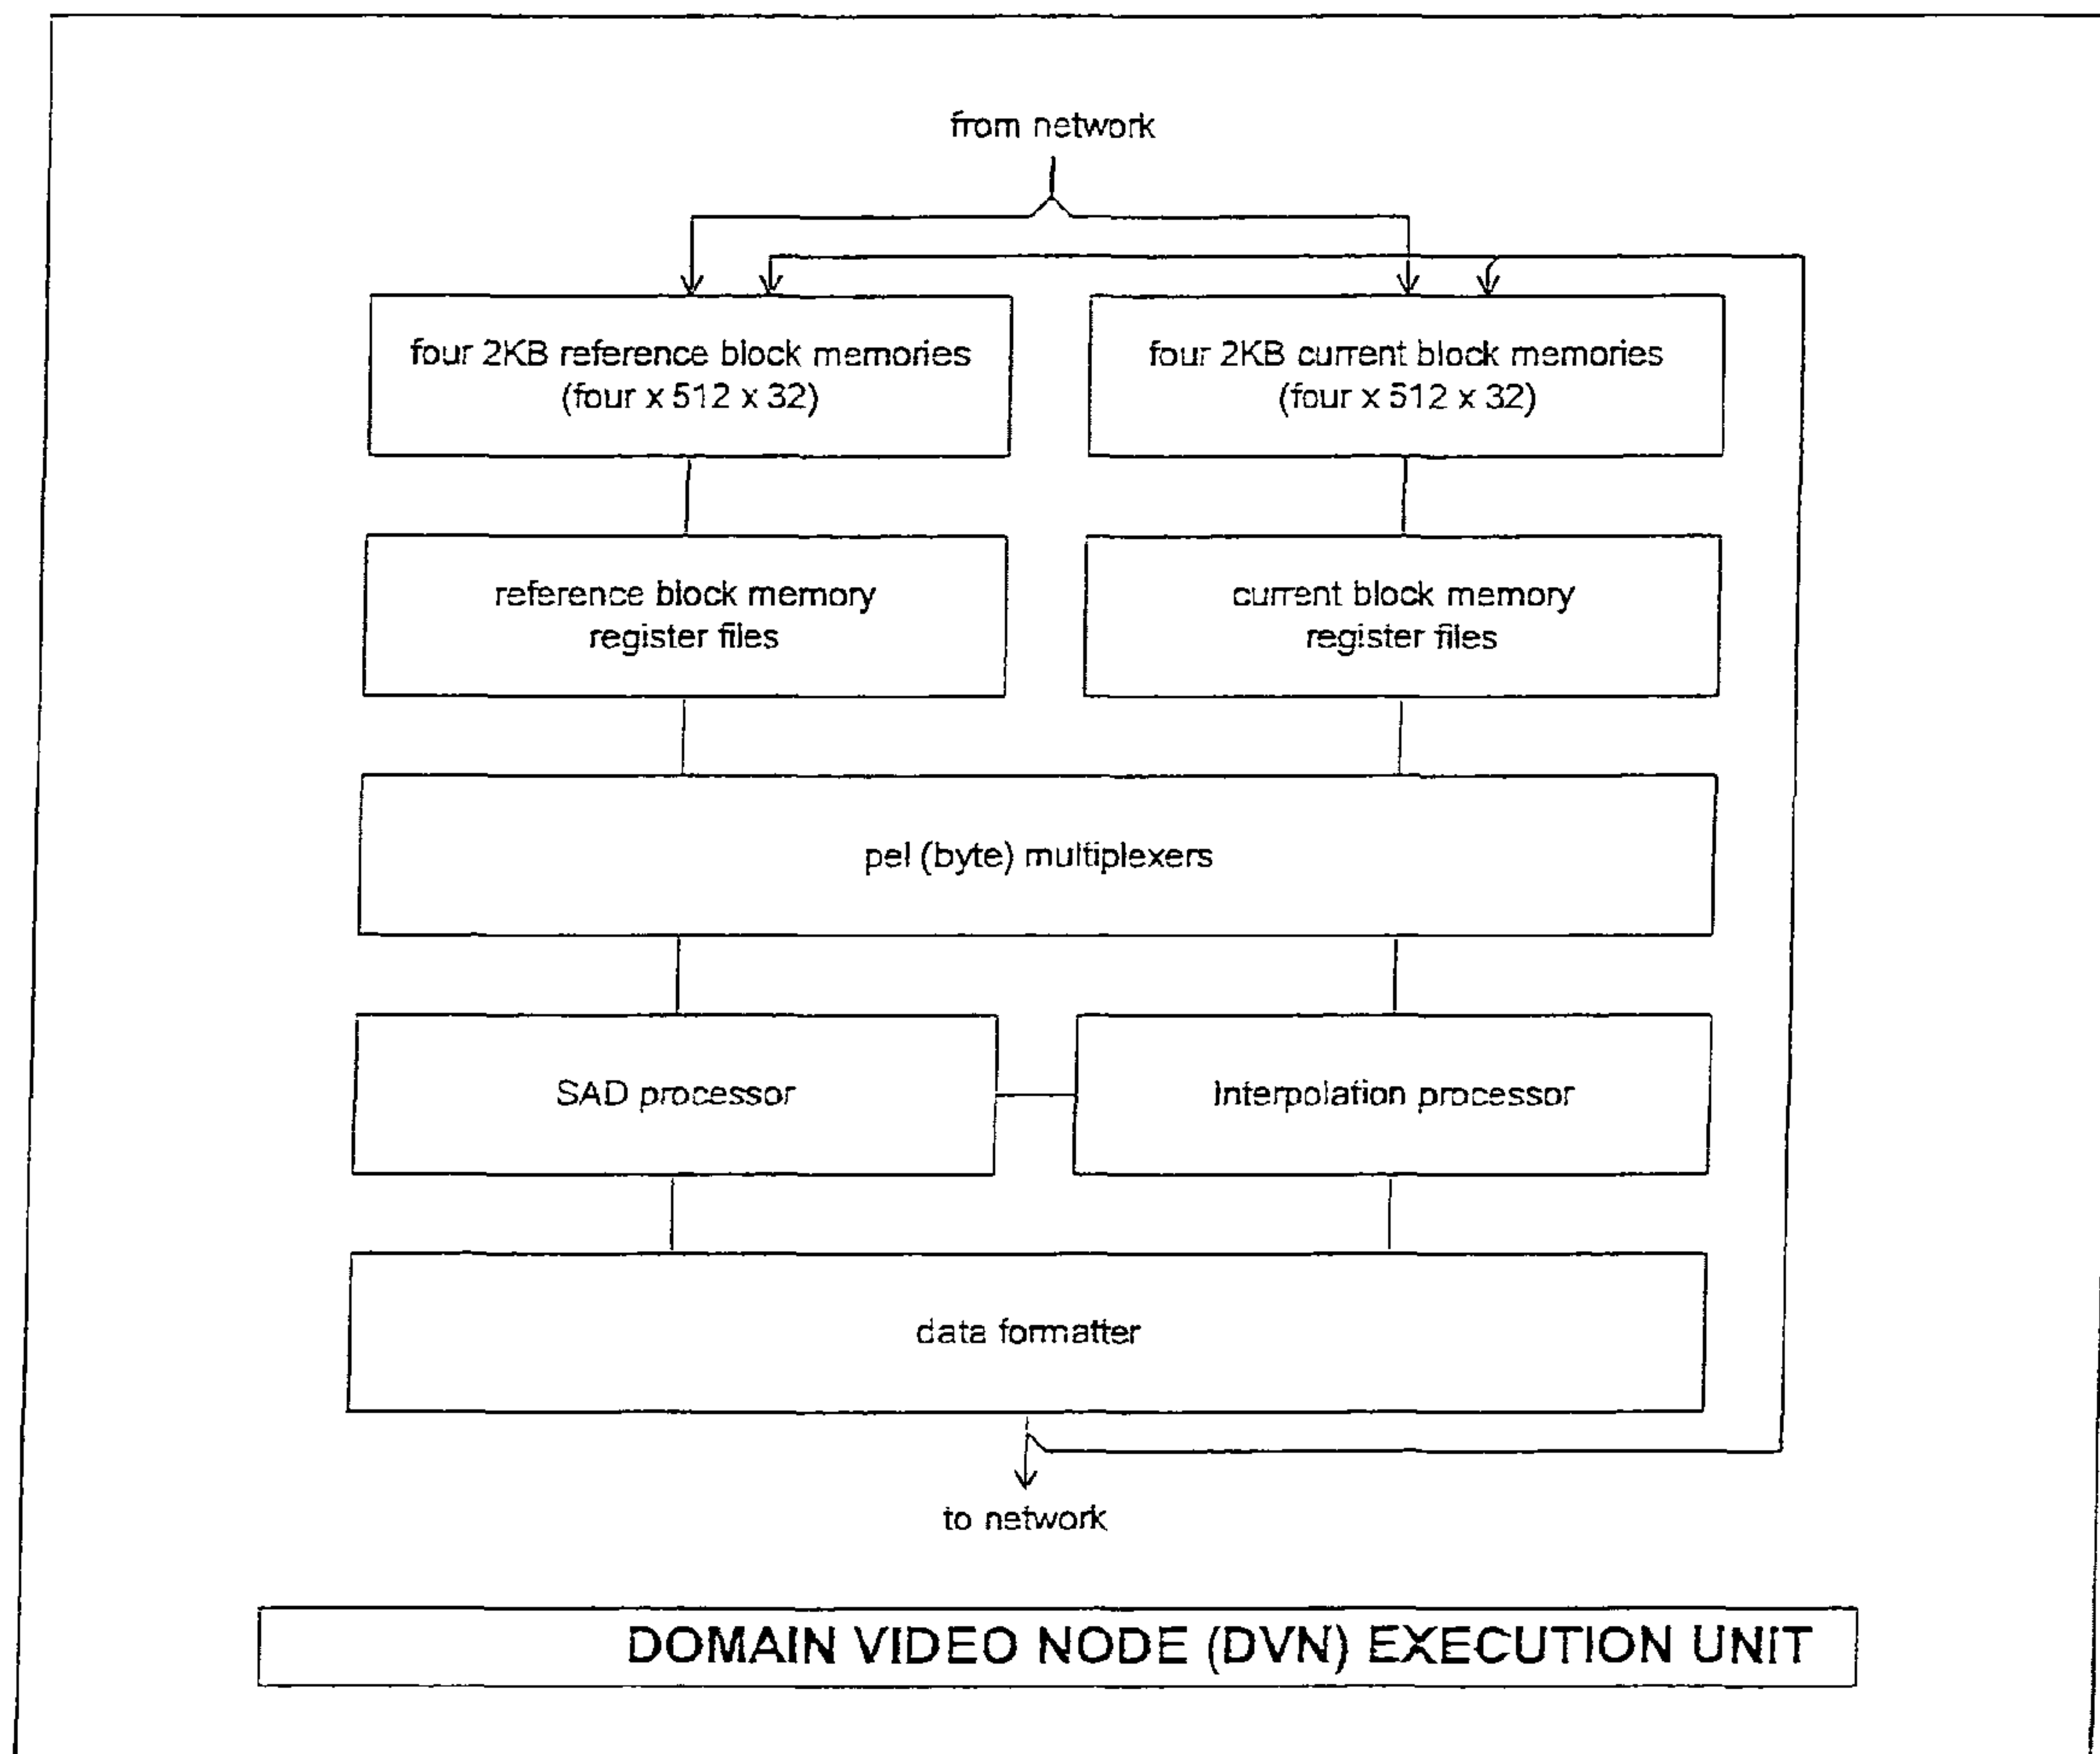 from network
four 2KB reference block memories
(four x 512 x 32)
four 2KB current block memories
(four x 512 x 32)
reference block memory
register files
current block memory
register files
pel (byte) multiplexers
SAD processor
Interpolation processor
data formatter
to network
DOMAIN VIDEO NODE (DVN) EXECUTION UNIT